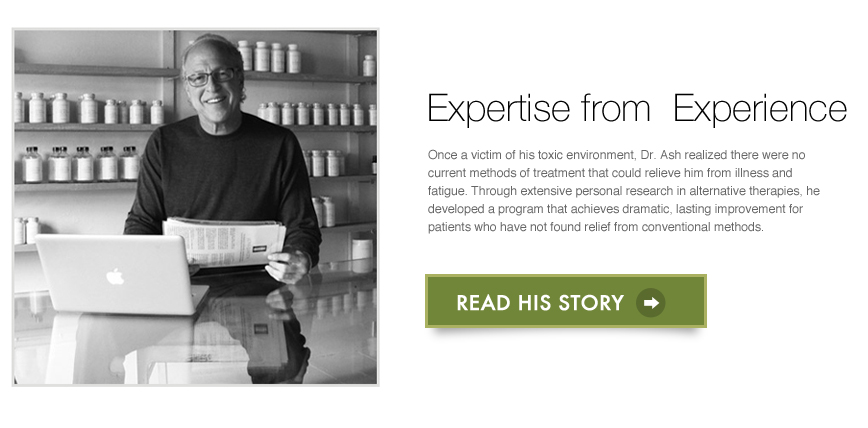 Expertise from  Experience
Once a victim of his toxic environment, Dr. Ash realized there were no
current methods of treatment that could relieve him from illness and
fatigue. Through extensive personal research in alternative therapies, he
developed a program that achieves dramatic, lasting improvement for
patients who have not found relief from conventional methods.
READ HIS STORY